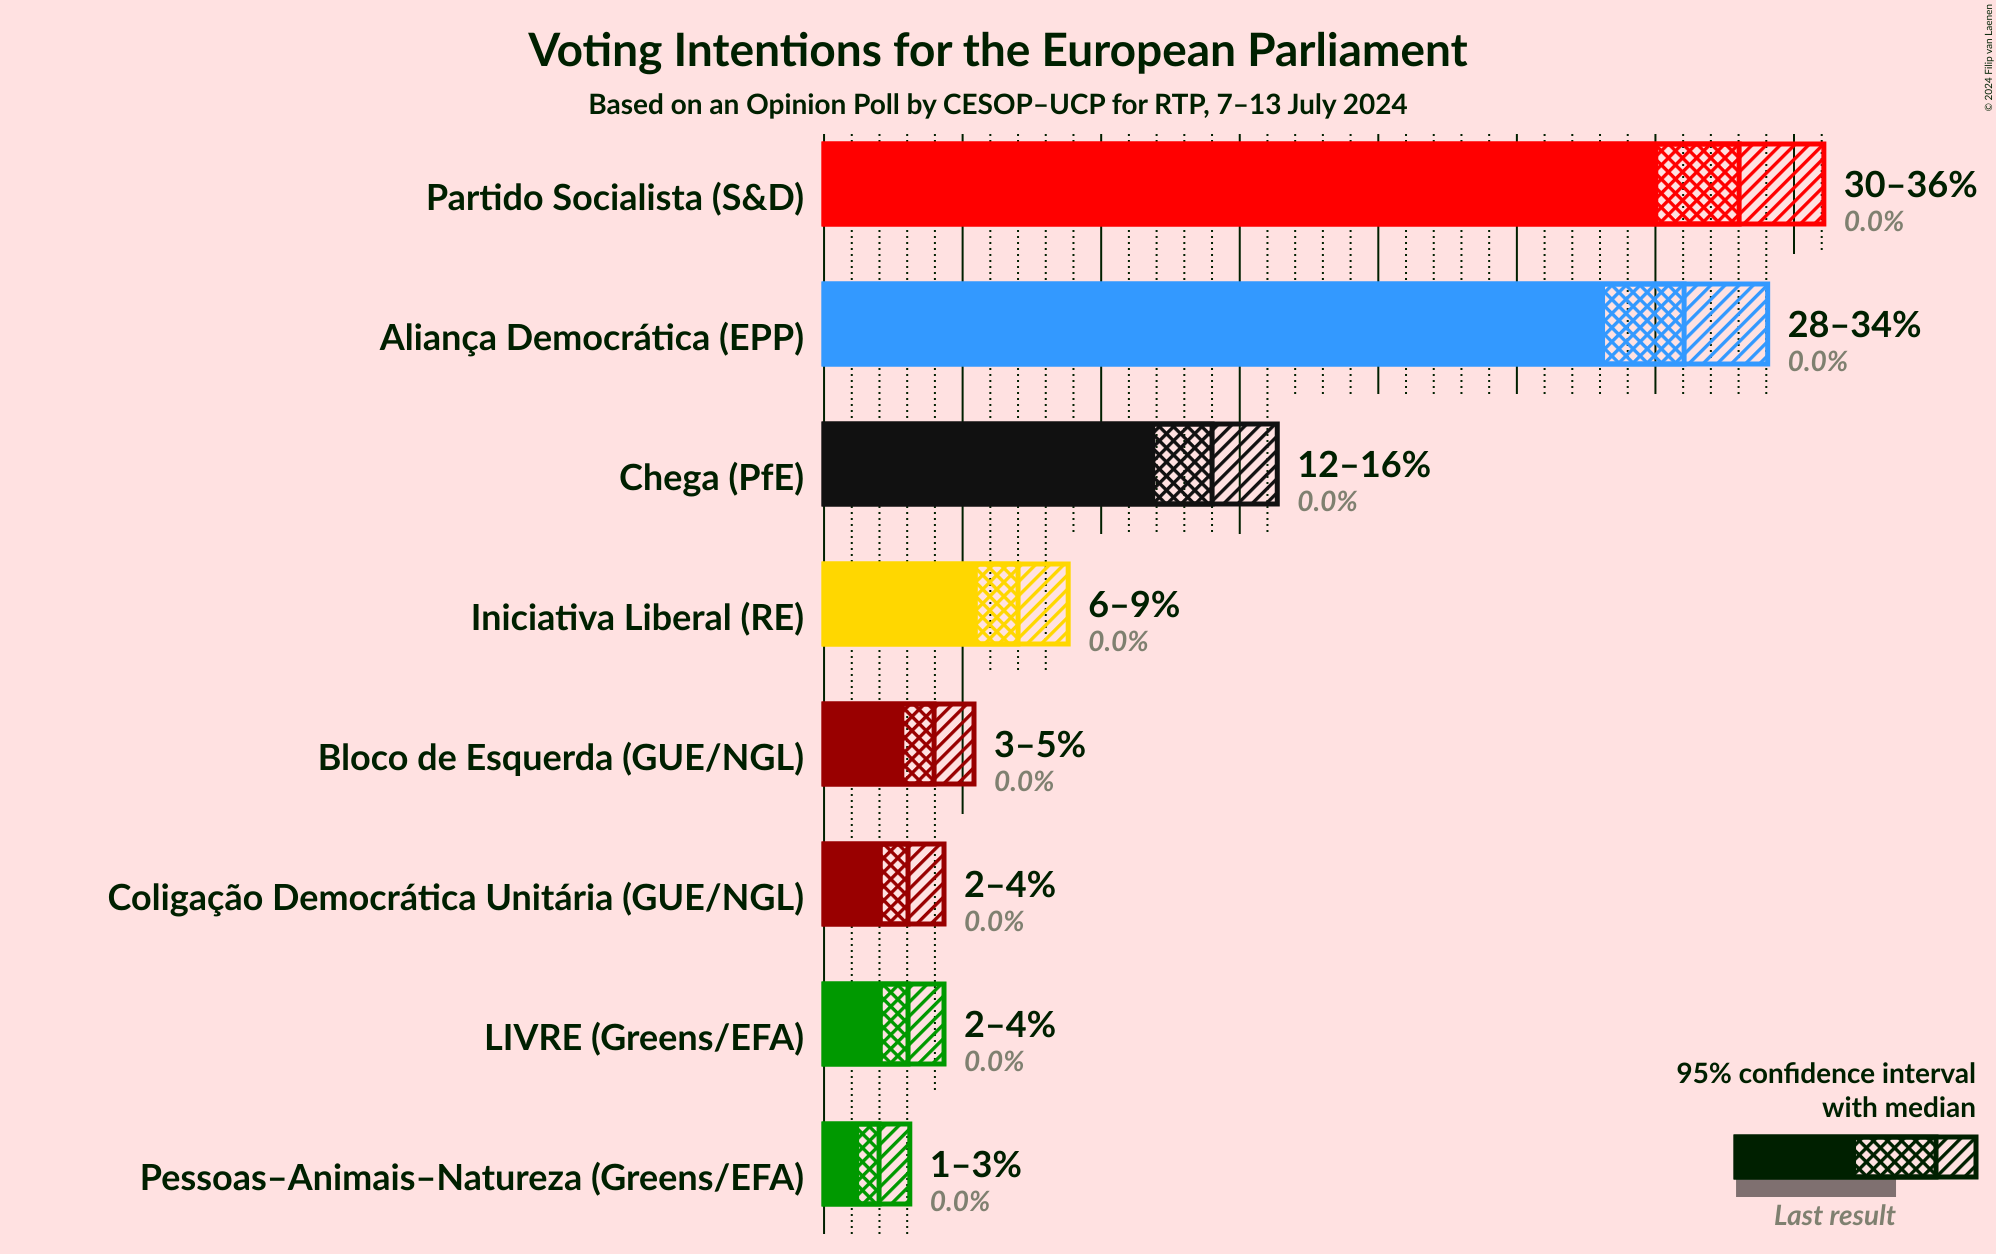 Voting Intentions for the European Parliament
Based on an Opinion Poll by CESOP–UCP for RTP, 7–13 July 2024
© 2024 Filip van Laenen
Partido Socialista (S&D)
30–36%
0.0%
Aliança Democrática (EPP)
28–34%
0.0%
Chega (PfE)
12–16%
0.0%
Iniciativa Liberal (RE)
6–9%
0.0%
Bloco de Esquerda (GUE/NGL)
3–5%
0.0%
Coligação Democrática Unitária (GUE/NGL)
2–4%
0.0%
LIVRE (Greens/EFA)
2–4%
0.0%
Pessoas–Animais–Natureza (Greens/EFA)
1–3%
0.0%
95% confidence interval
with median
Last result